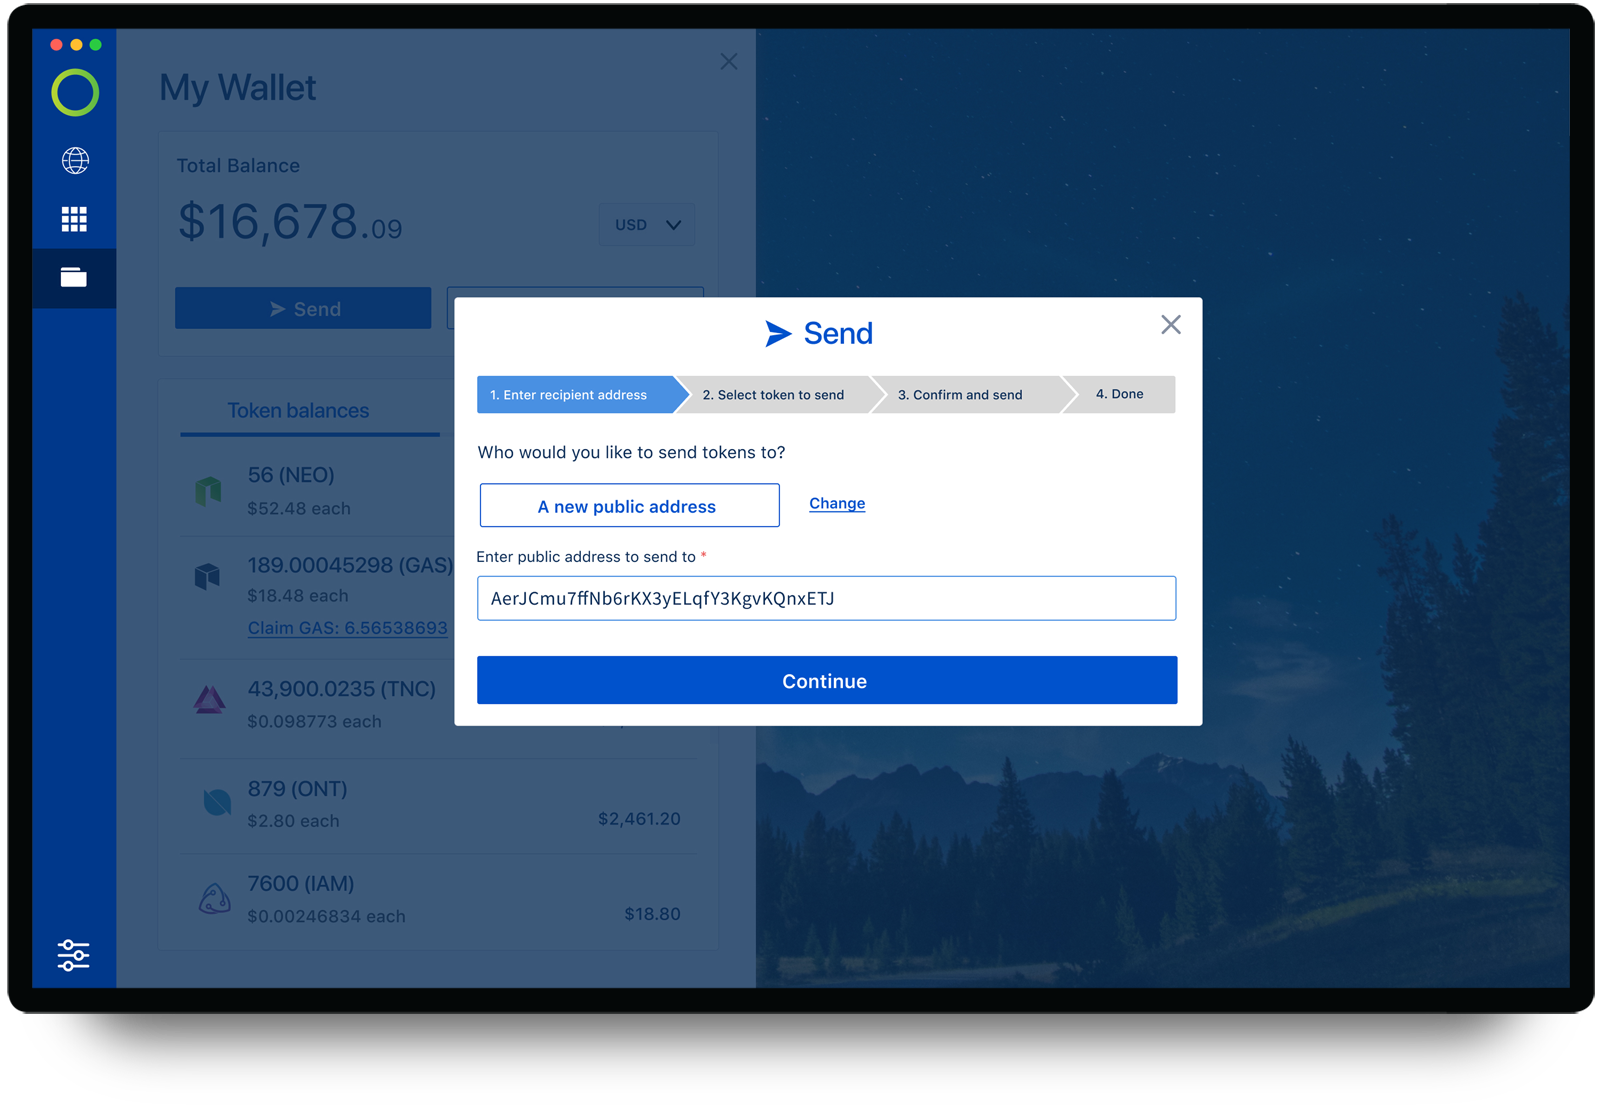 My Wallet
Total Balance
$16,678.09
USD
Send
Token balances
56 (NEO)
$52.48 each
189.00045298 (GAS)
$18.48 each
Claim GAS: 6.56538693
43,900.0235 (TNC)
$0.098773 each
879 (ONT)
$2.80 each
$2,461.20
7600 (IAM)
$0.00246834 each
$18.80
Send
1. Enter recipient address
2. Select token to send
3. Confirm and send
4. Done
Who would you like to send tokens to?
A new public address
Change
Enter public address to send to *
AerJCmu7ffNb6rKX3yELqfY3KgvKQnxETJ
Continue